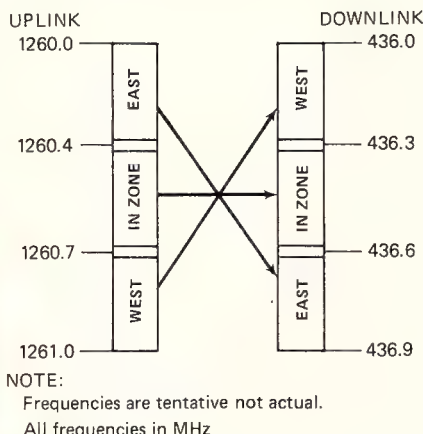 UPLINK
DOWNLINK
1260.0
436.0
EAST
WEST
1260.4
436.3
IN ZONE
IN ZONE
1260.7
436.6
WEST
EAST
1261.0
436.9
NOTE:
Frequencies are tentative not actual.
All frequencies in MHz